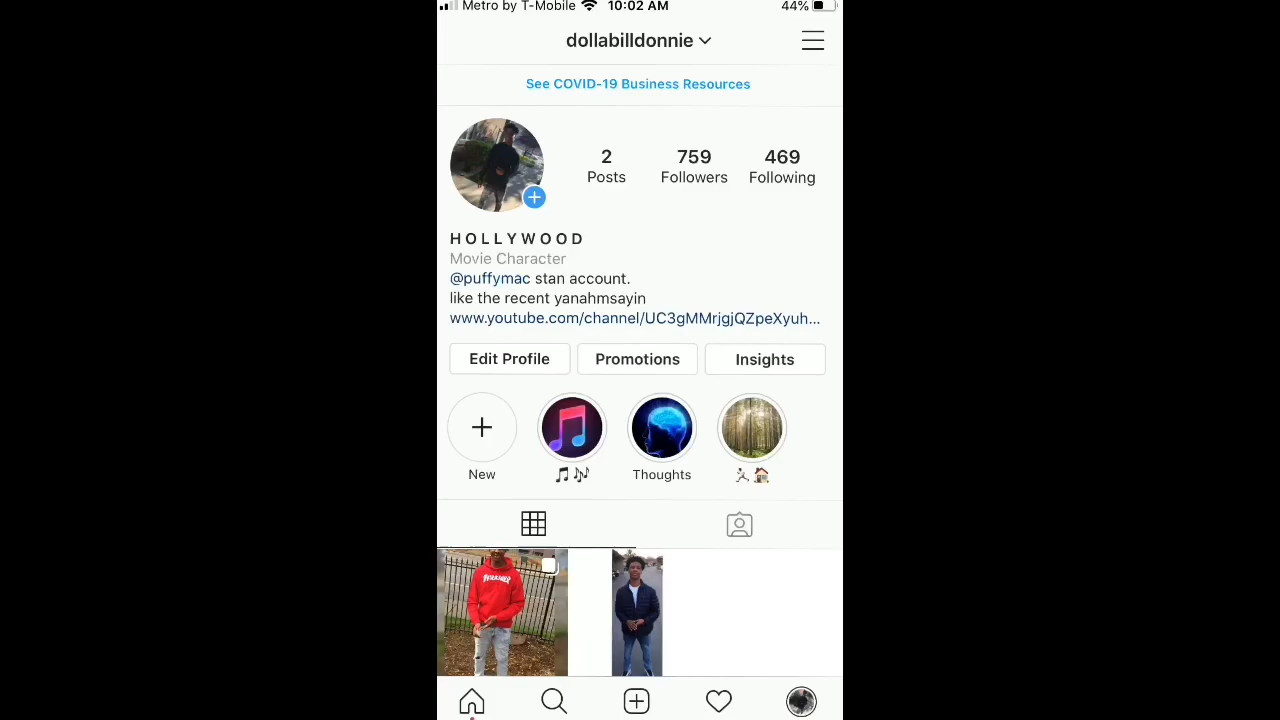 Metro by T-Mobile 10:02 AM 44%
dollabilldonnie
See COVID-19 Business Resources
2 759 469
Posts Followers Following
H O L L Y W O O D
Movie Character
@puffymac stan account.
like the recent yanahmsayin
www.youtube.com/channel/UC3gMMrjgjQZpeXyuh...
Edit Profile Promotions Insights
New Thoughts
THRASHER